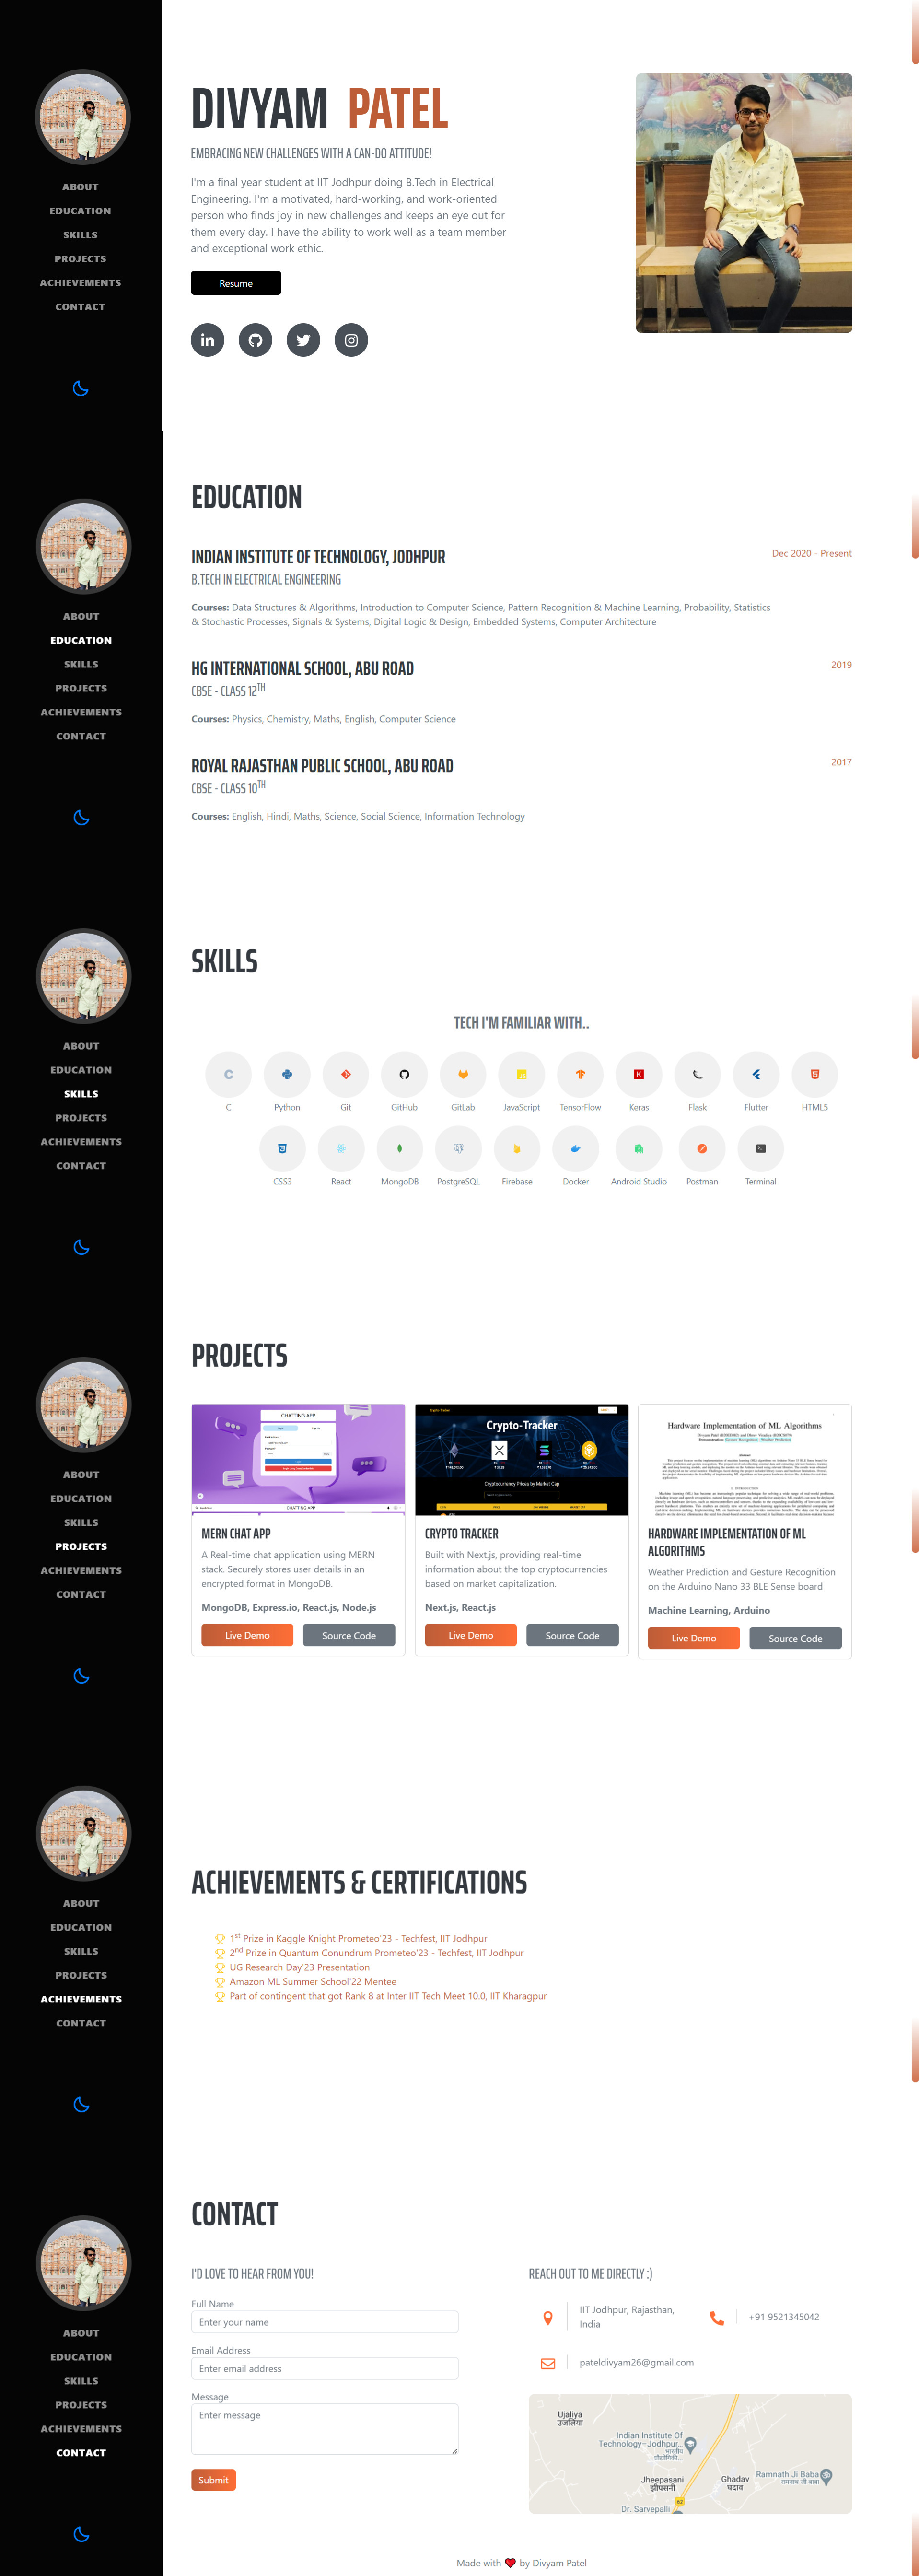 ABOUT
EDUCATION
SKILLS
PROJECTS
ACHIEVEMENTS
CONTACT
DIVYAM PATEL
EMBRACING NEW CHALLENGES WITH A CAN-DO ATTITUDE!
I'm a final year student at IIT Jodhpur doing B.Tech in Electrical
Engineering. I'm a motivated, hard-working, and work-oriented
person who finds joy in new challenges and keeps an eye out for
them every day. I have the ability to work well as a team member
and exceptional work ethic.
Resume
ABOUT
EDUCATION
SKILLS
PROJECTS
ACHIEVEMENTS
CONTACT
EDUCATION
INDIAN INSTITUTE OF TECHNOLOGY, JODHPUR
Dec 2020 - Present
B.TECH IN ELECTRICAL ENGINEERING
Courses: Data Structures & Algorithms, Introduction to Computer Science, Pattern Recognition & Machine Learning, Probability, Statistics
& Stochastic Processes, Signals & Systems, Digital Logic & Design, Embedded Systems, Computer Architecture
HG INTERNATIONAL SCHOOL, ABU ROAD
2019
CBSE - CLASS 12TH
Courses: Physics, Chemistry, Maths, English, Computer Science
ROYAL RAJASTHAN PUBLIC SCHOOL, ABU ROAD
2017
CBSE - CLASS 10TH
Courses: English, Hindi, Maths, Science, Social Science, Information Technology
ABOUT
EDUCATION
SKILLS
PROJECTS
ACHIEVEMENTS
CONTACT
SKILLS
TECH I'M FAMILIAR WITH..
C Python Git GitHub GitLab JavaScript TensorFlow Keras Flask Flutter HTML5
CSS3 React MongoDB PostgreSQL Firebase Docker Android Studio Postman Terminal
ABOUT
EDUCATION
SKILLS
PROJECTS
ACHIEVEMENTS
CONTACT
PROJECTS
CHATTING APP
CHATTING APP
MERN CHAT APP
A Real-time chat application using MERN
stack. Securely stores user details in an
encrypted format in MongoDB.
MongoDB, Express.io, React.js, Node.js
Live Demo Source Code
Crypto-Tracker
Cryptocurrency Prices by Market Cap
CRYPTO TRACKER
Built with Next.js, providing real-time
information about the top cryptocurrencies
based on market capitalization.
Next.js, React.js
Live Demo Source Code
Hardware Implementation of ML Algorithms
HARDWARE IMPLEMENTATION OF ML
ALGORITHMS
Weather Prediction and Gesture Recognition
on the Arduino Nano 33 BLE Sense board
Machine Learning, Arduino
Live Demo Source Code
ABOUT
EDUCATION
SKILLS
PROJECTS
ACHIEVEMENTS
CONTACT
ACHIEVEMENTS & CERTIFICATIONS
1st Prize in Kaggle Knight Prometeo'23 - Techfest, IIT Jodhpur
2nd Prize in Quantum Conundrum Prometeo'23 - Techfest, IIT Jodhpur
UG Research Day'23 Presentation
Amazon ML Summer School'22 Mentee
Part of contingent that got Rank 8 at Inter IIT Tech Meet 10.0, IIT Kharagpur
ABOUT
EDUCATION
SKILLS
PROJECTS
ACHIEVEMENTS
CONTACT
CONTACT
I'D LOVE TO HEAR FROM YOU!
Full Name
Enter your name
Email Address
Enter email address
Message
Enter message
Submit
REACH OUT TO ME DIRECTLY :)
IIT Jodhpur, Rajasthan,
India
+91 9521345042
pateldivyam26@gmail.com
Ujaliya
उजलिया
Indian Institute Of
Technology-Jodhpur...
भारतीय
प्रौद्योगिकी
Jheepasani
झीपसनी
Ghadav
घढाव
Ramnath Ji Baba
रामनाथ जी बाबा
62
Dr. Sarvepalli
Made with by Divyam Patel